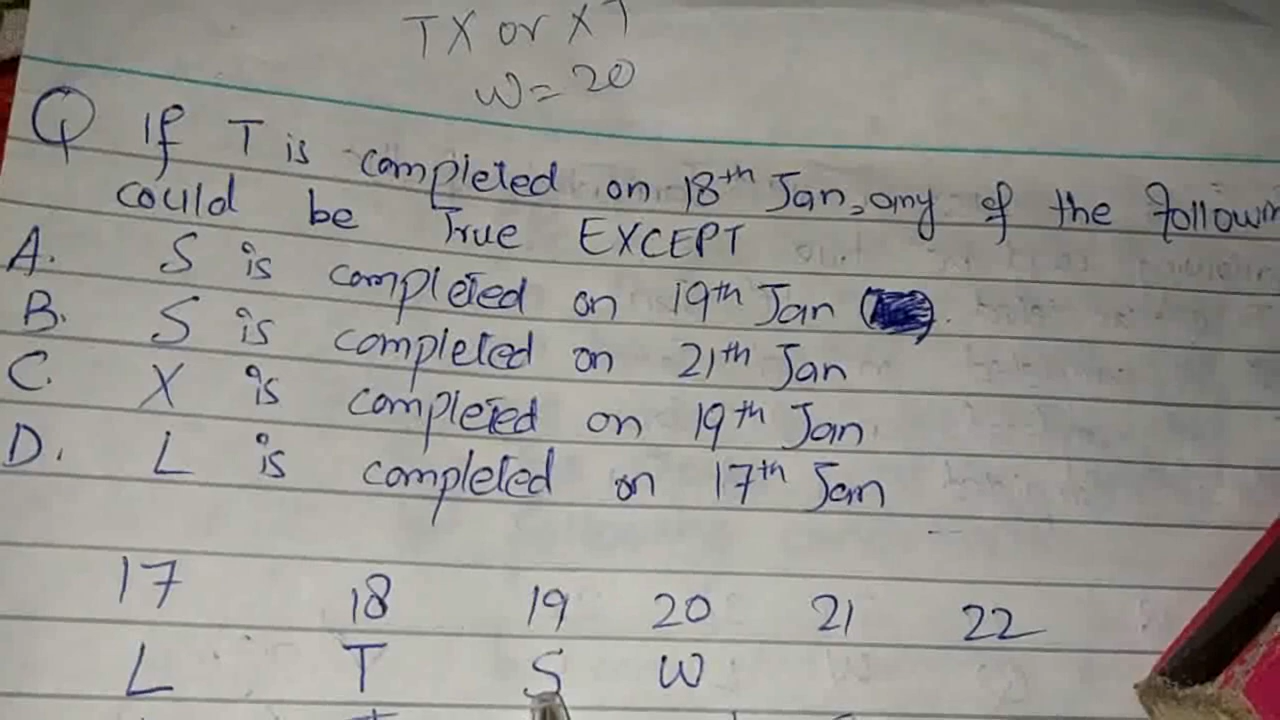 TX or XT
W = 20
Q If T is completed on 18th Jan, any of the followin
could be True EXCEPT
A. S is completed on 19th Jan
B. S is completed on 21th Jan
C. X is completed on 19th Jan
D. L is completed on 17th Jan
17 18 19 20 21 22
L T S W